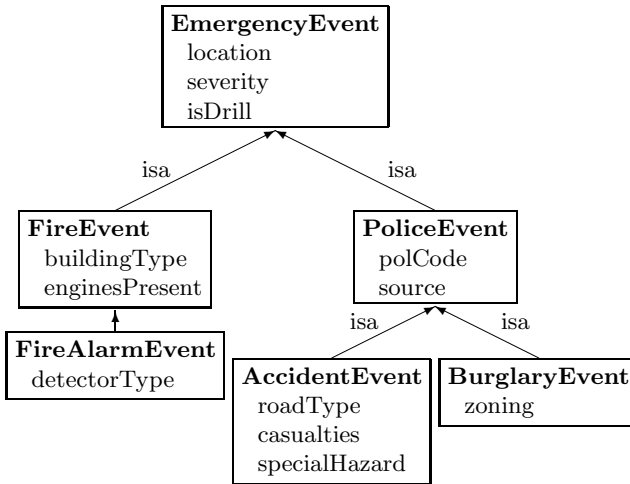 EmergencyEvent
location
severity
isDrill
isa
isa
FireEvent
buildingType
enginesPresent
PoliceEvent
polCode
source
isa
isa
FireAlarmEvent
detectorType
AccidentEvent
roadType
casualties
specialHazard
BurglaryEvent
zoning